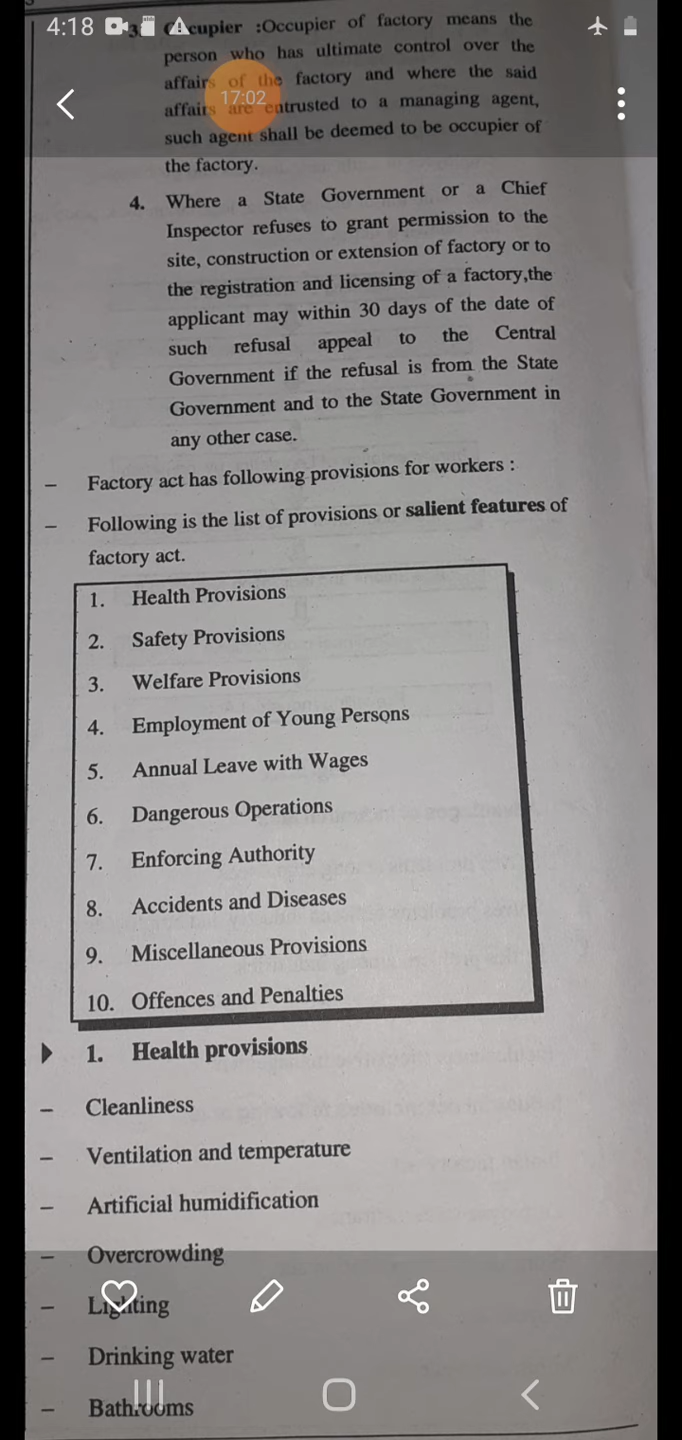 4:18
3. Occupier :Occupier of factory means the
person who has ultimate control over the
affairs of the factory and where the said
17:02
affairs are entrusted to a managing agent,
such agent shall be deemed to be occupier of
the factory.
4. Where a State Government or a Chief
Inspector refuses to grant permission to the
site, construction or extension of factory or to
the registration and licensing of a factory,the
applicant may within 30 days of the date of
such refusal appeal to the Central
Government if the refusal is from the State
Government and to the State Government in
any other case.
– Factory act has following provisions for workers :
– Following is the list of provisions or salient features of
factory act.
1. Health Provisions
2. Safety Provisions
3. Welfare Provisions
4. Employment of Young Persons
5. Annual Leave with Wages
6. Dangerous Operations
7. Enforcing Authority
8. Accidents and Diseases
9. Miscellaneous Provisions
10. Offences and Penalties
1. Health provisions
– Cleanliness
– Ventilation and temperature
– Artificial humidification
– Overcrowding
– Lighting
– Drinking water
– Bathrooms